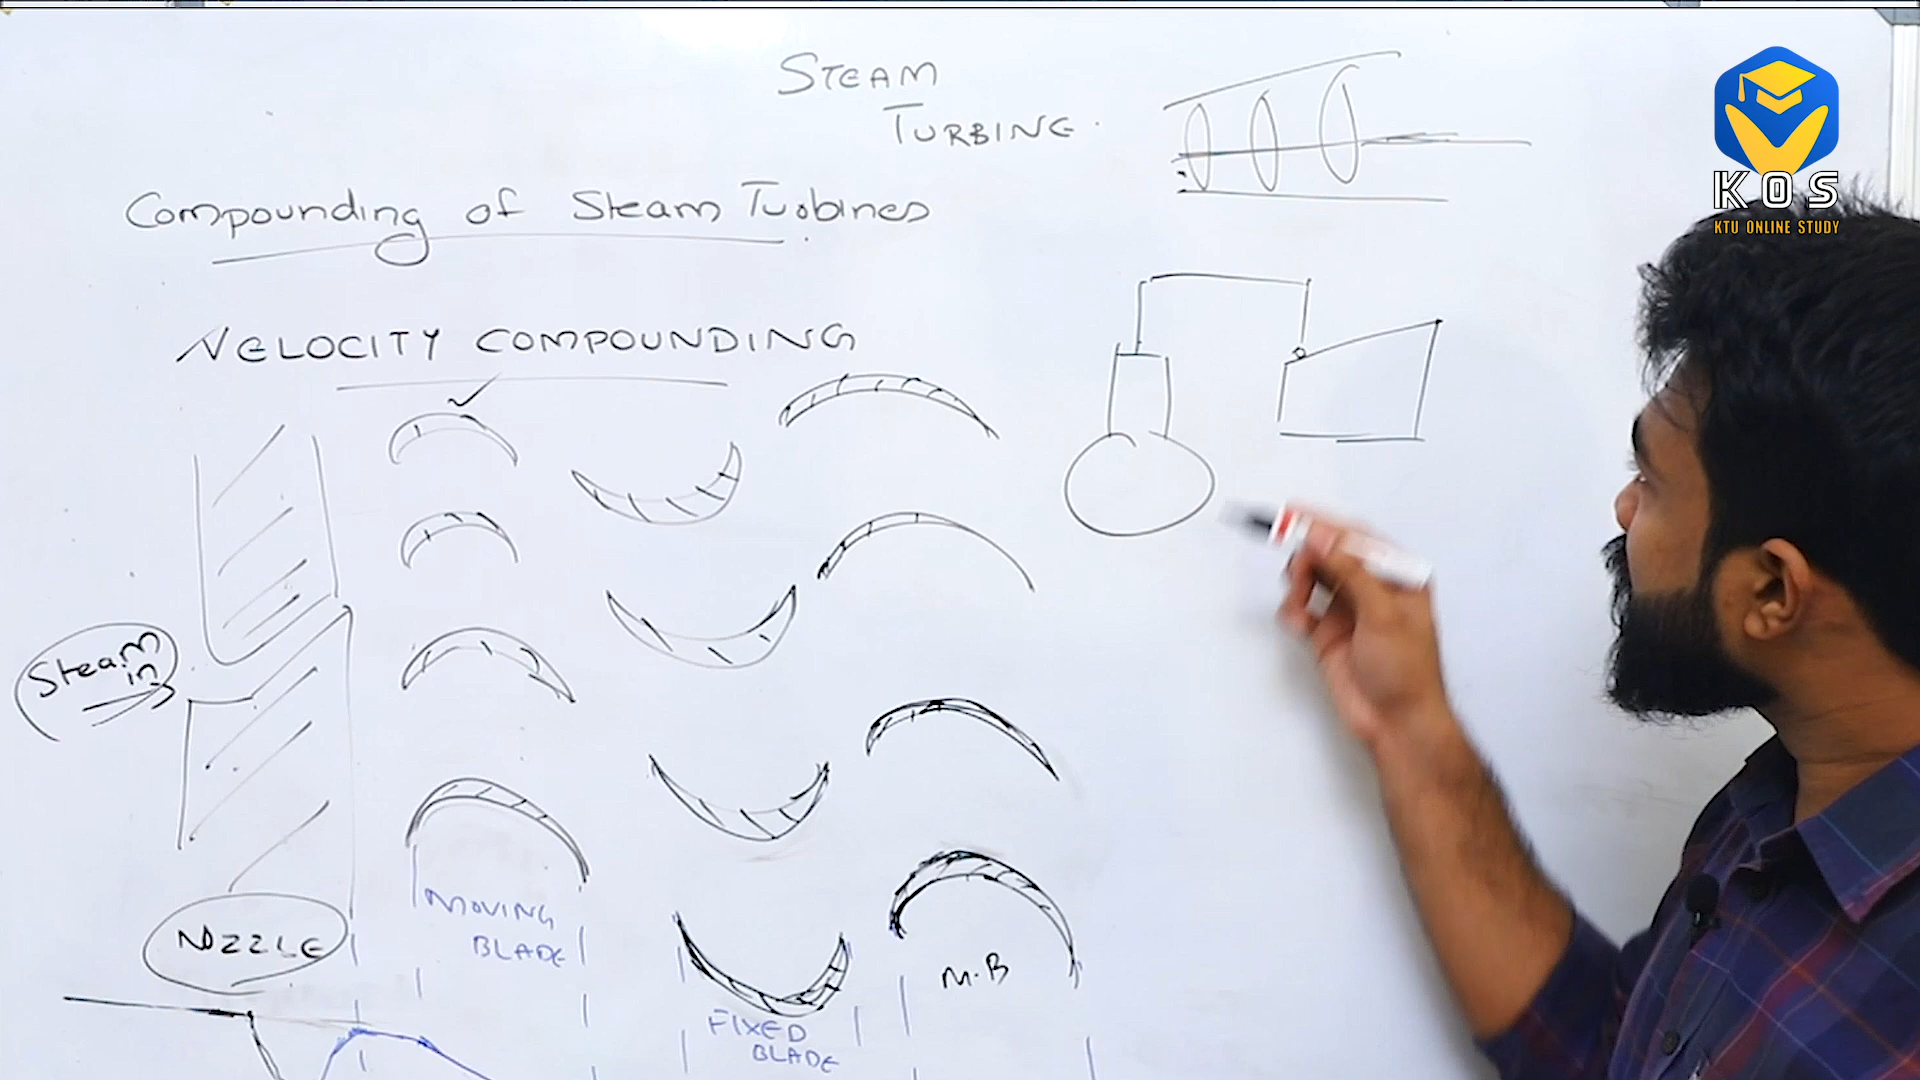 STEAM
TURBINE
Compounding of Steam Turbines
VELOCITY COMPOUNDING
Steam
in
NOZZLE
MOVING
BLADE
FIXED
BLADE
M.B
KOS
KTU ONLINE STUDY